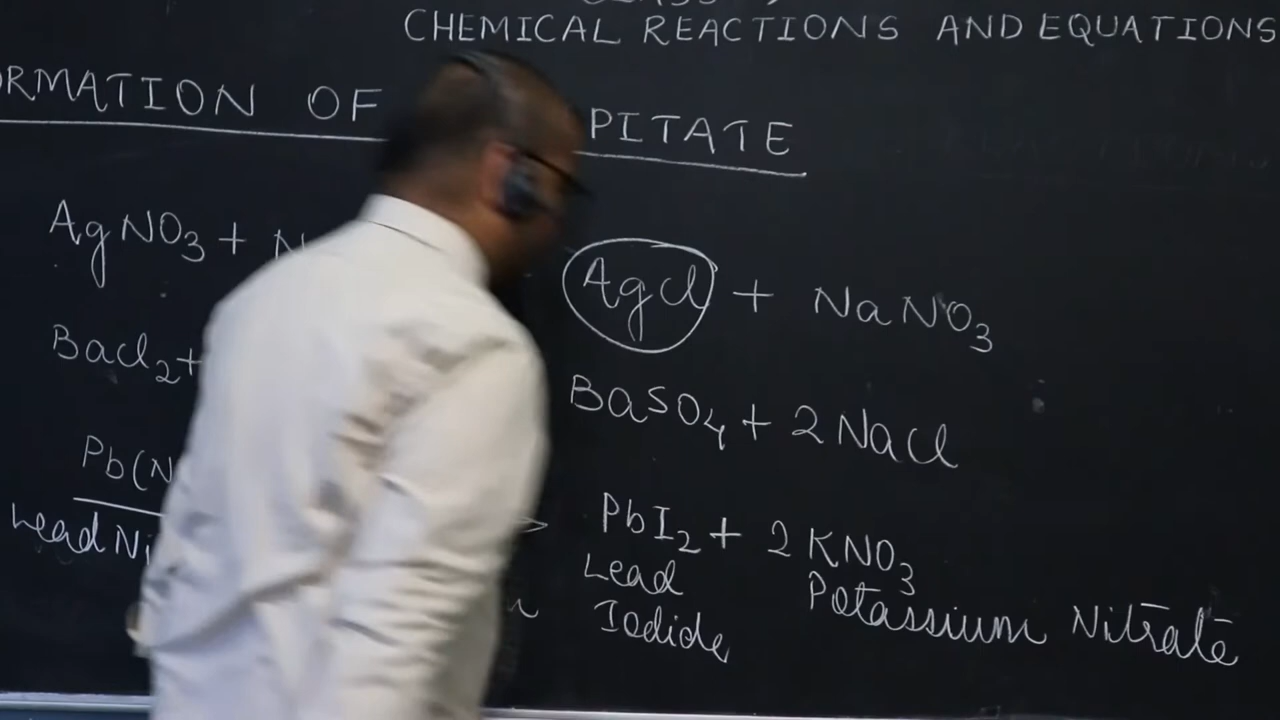 CHEMICAL REACTIONS AND EQUATIONS
ORMATION OF PITATE
AgNO3 + N AgCl + NaNO3
BaCl2 + BaSO4 + 2NaCl
Pb(N PbI2 + 2KNO3
Lead Ni Lead Potassium Nitrate
Iodide